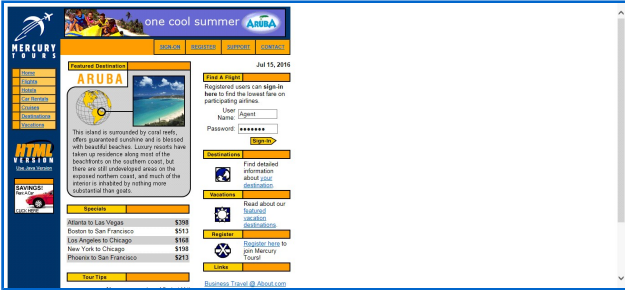 one cool summer ARUBA
MERCURY
TOURS
SIGN-ON REGISTER SUPPORT CONTACT
Jul 15, 2016
Home
Flights
Hotels
Car Rentals
Cruises
Destinations
Vacations
HTML
VERSION
Use Java Version
SAVINGS!
Rent A Car
CLICK HERE
Featured Destination
ARUBA
This island is surrounded by coral reefs,
offers guaranteed sunshine and is blessed
with beautiful beaches. Luxury resorts have
taken up residence along most of the
beachfronts on the southern coast, but
there are still undeveloped areas on the
exposed northern coast, and much of the
interior is inhabited by nothing more
substantial than goats.
Specials
Atlanta to Las Vegas $398
Boston to San Francisco $513
Los Angeles to Chicago $168
New York to Chicago $198
Phoenix to San Francisco $213
Tour Tips
Find A Flight
Registered users can sign-in
here to find the lowest fare on
participating airlines.
User
Name: Agent
Password: •••••••
Sign-In
Destinations
Find detailed
information
about your
destination
Vacations
Read about our
featured
vacation
destinations.
Register
Register here to
join Mercury
Tours!
Links
Business Travel @ About.com